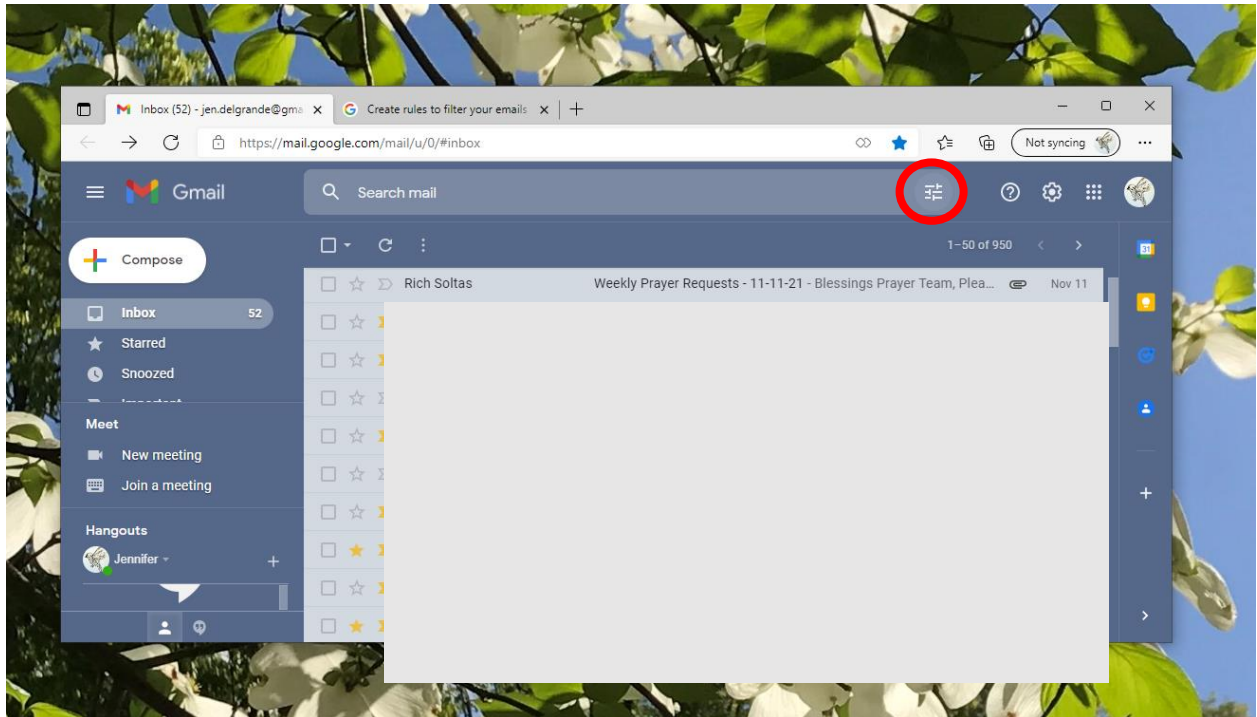 Inbox (52) - jen.delgrande@gma
Create rules to filter your emails
https://mail.google.com/mail/u/0/#inbox
Not syncing
Gmail
Search mail
1–50 of 950
31
Compose
Rich Soltas Weekly Prayer Requests - 11-11-21 - Blessings Prayer Team, Plea... Nov 11
Inbox 52
Starred
Snoozed
Meet
New meeting
Join a meeting
Hangouts
Jennifer